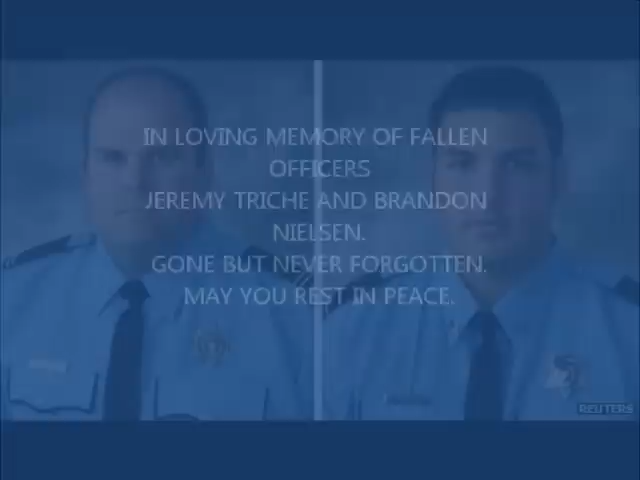 IN LOVING MEMORY OF FALLEN
OFFICERS
JEREMY TRICHE AND BRANDON
NIELSEN.
GONE BUT NEVER FORGOTTEN.
MAY YOU REST IN PEACE.
REUTERS